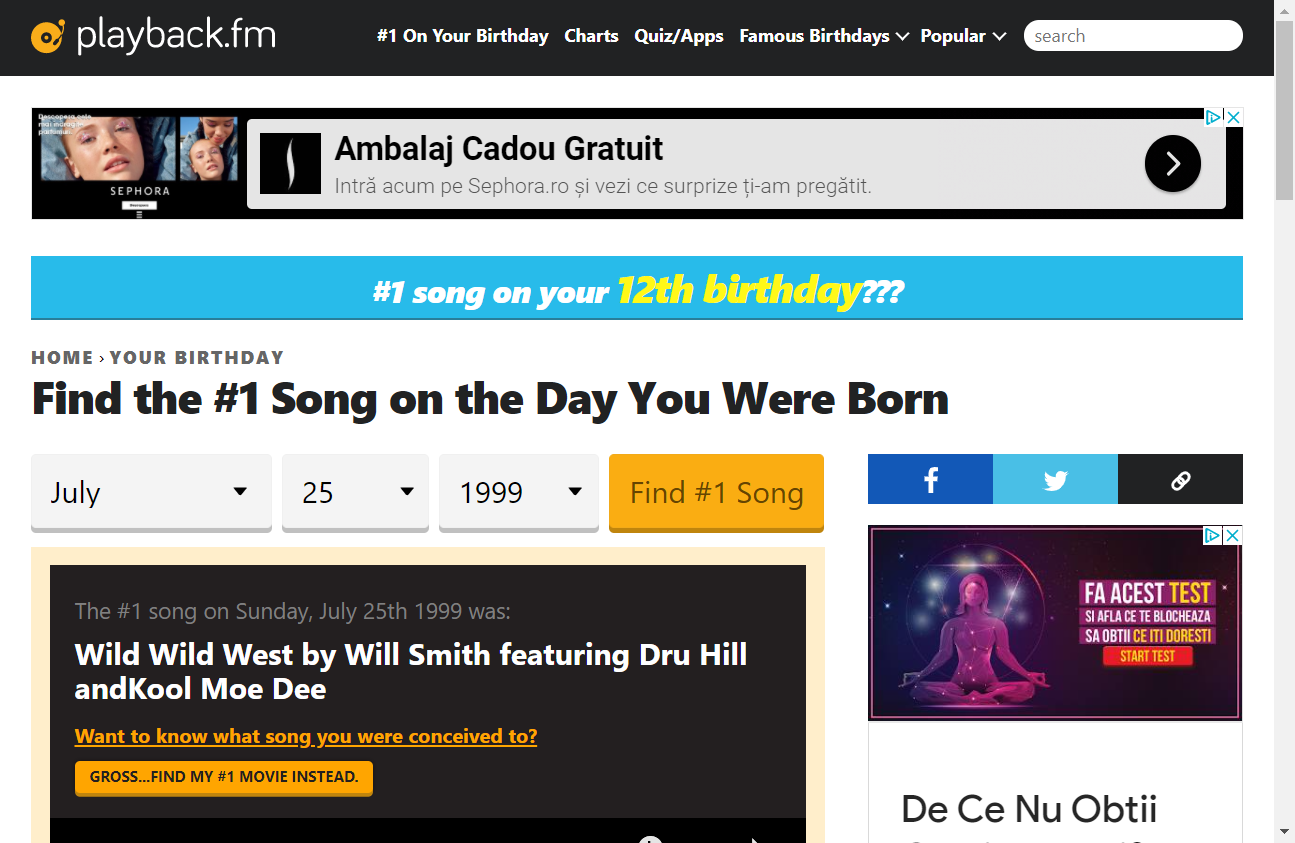 playback.fm
#1 On Your Birthday
Charts
Quiz/Apps
Famous Birthdays
Popular
search
SEPHORA
Ambalaj Cadou Gratuit
Intră acum pe Sephora.ro și vezi ce surprize ți-am pregătit.
#1 song on your 12th birthday???
HOME › YOUR BIRTHDAY
Find the #1 Song on the Day You Were Born
July
25
1999
Find #1 Song
The #1 song on Sunday, July 25th 1999 was:
Wild Wild West by Will Smith featuring Dru Hill
andKool Moe Dee
Want to know what song you were conceived to?
GROSS...FIND MY #1 MOVIE INSTEAD.
FA ACEST TEST
SI AFLA CE TE BLOCHEAZA
SA OBTII CE ITI DORESTI
START TEST
De Ce Nu Obtii